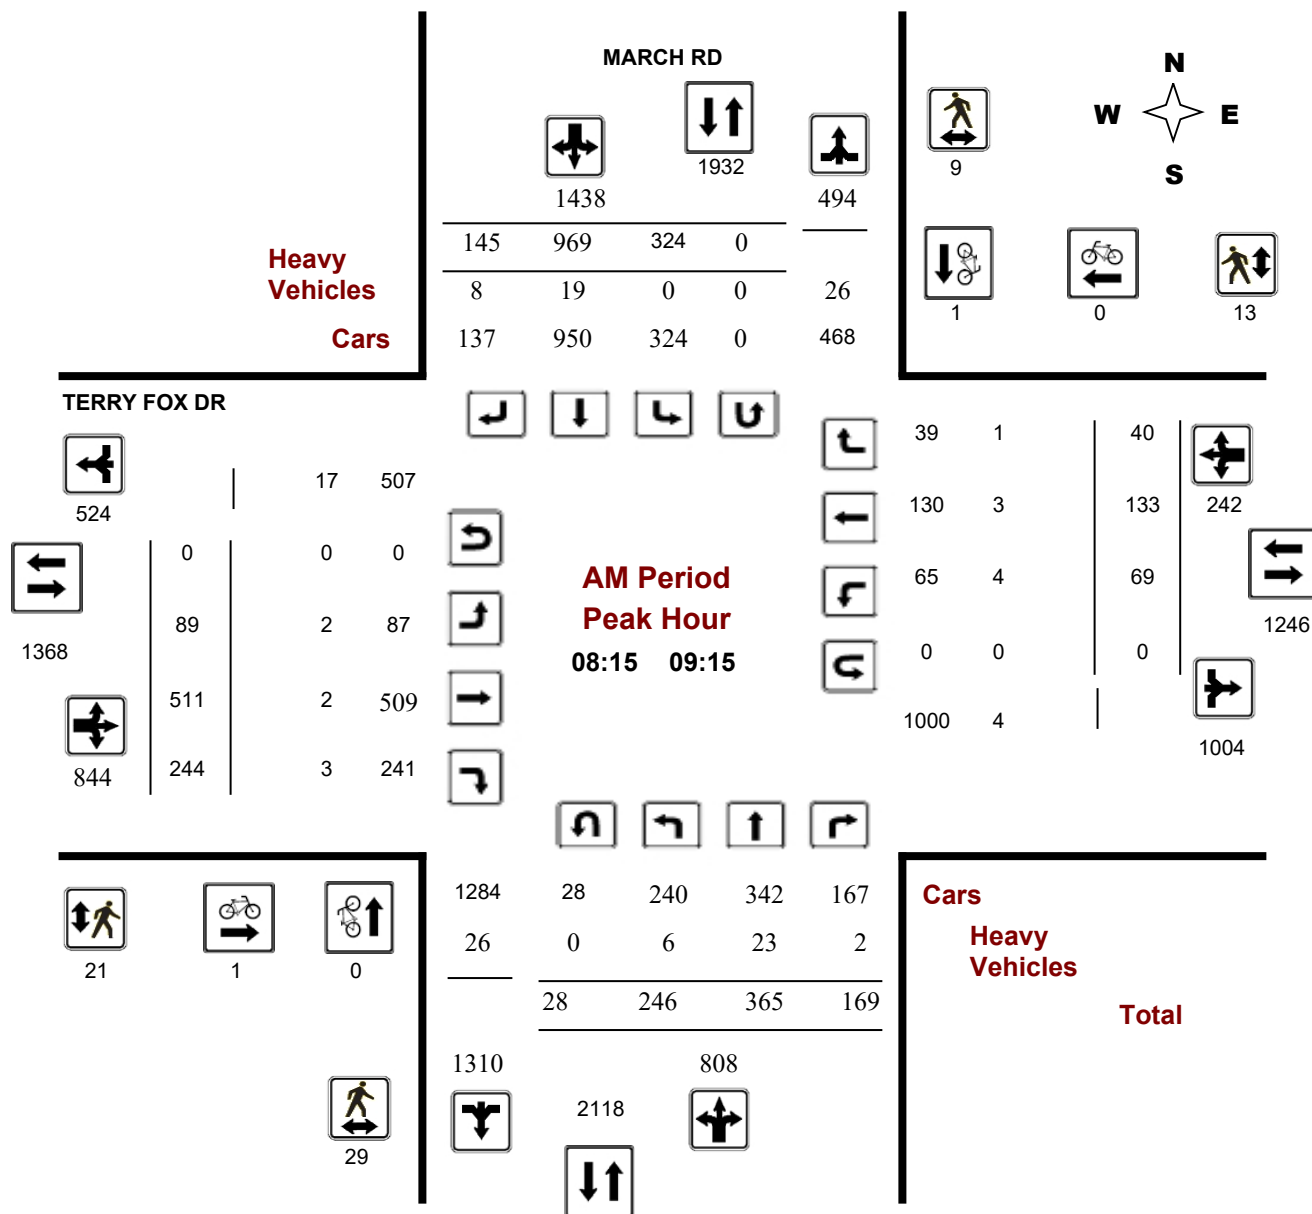 MARCH RD
N
W E
S
1932
9
1438
494
145 969 324 0
Heavy
Vehicles
8 19 0 0 26
1 0 13
Cars 137 950 324 0 468
TERRY FOX DR
39 1 40
17 507
524
130 3 133 242
0 0 0
AM Period
Peak Hour
08:15 09:15
65 4 69
1246
89 2 87
1368
0 0 0
511 2 509
1000 4
1004
844 244 3 241
1284 28 240 342 167 Cars
26 0 6 23 2 Heavy
Vehicles
21 1 0
28 246 365 169 Total
1310 808
2118
29